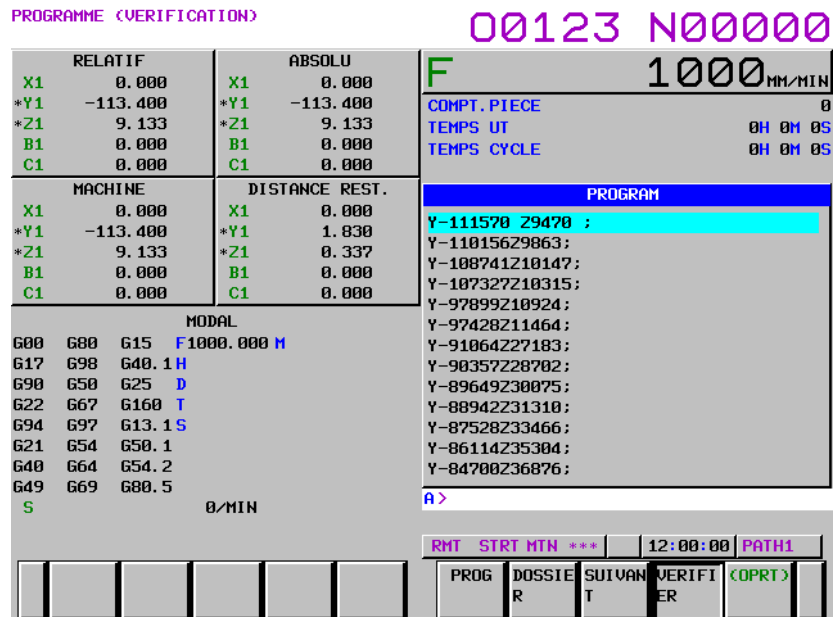 PROGRAMME (VERIFICATION)
O0123 N00000
RELATIF
X1 0.000
*Y1 -113.400
*Z1 9.133
B1 0.000
C1 0.000
ABSOLU
X1 0.000
*Y1 -113.400
*Z1 9.133
B1 0.000
C1 0.000
MACHINE
X1 0.000
*Y1 -113.400
*Z1 9.133
B1 0.000
C1 0.000
DISTANCE REST.
X1 0.000
*Y1 1.830
*Z1 0.337
B1 0.000
C1 0.000
MODAL
G00 G80 G15 F1000.000 M
G17 G98 G40.1 H
G90 G50 G25 D
G22 G67 G160 T
G94 G97 G13.1 S
G21 G54 G50.1
G40 G64 G54.2
G49 G69 G80.5
S 0/MIN
F 1000 MM/MIN
COMPT.PIECE 0
TEMPS UT 0H 0M 0S
TEMPS CYCLE 0H 0M 0S
PROGRAM
Y-111570 Z9470 ;
Y-110156Z9863;
Y-108741Z10147;
Y-107327Z10315;
Y-97899Z10924;
Y-97428Z11464;
Y-91064Z27183;
Y-90357Z28702;
Y-89649Z30075;
Y-88942Z31310;
Y-87528Z33466;
Y-86114Z35304;
Y-84700Z36876;
A>
RMT STRT MTN *** 12:00:00 PATH1
PROG
DOSSIE
R
SUIVAN
T
VERIFI
ER
(OPRT)